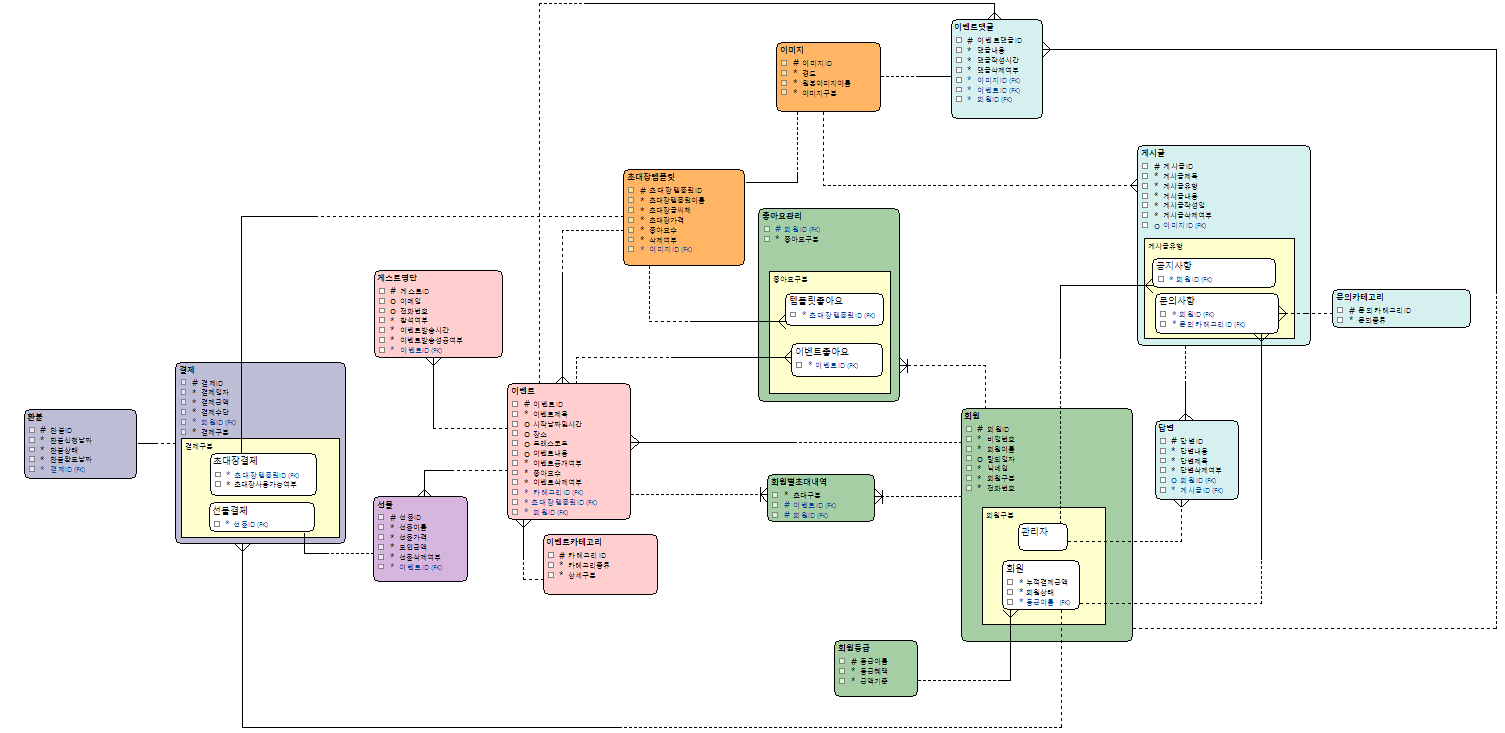 이벤트댓글
# 이벤트댓글ID
* 댓글내용
* 댓글작성시간
* 댓글삭제여부
* 이미지ID (FK)
* 이벤트ID (FK)
* 회원ID (FK)
이미지
# 이미지ID
* 경로
* 원본이미지이름
* 이미지구분
게시글
# 게시글ID
* 게시글제목
* 게시글유형
* 게시글내용
* 게시글작성일
* 게시글삭제여부
o 이미지ID (FK)
게시글유형
공지사항
* 회원ID (FK)
문의사항
* 회원ID (FK)
* 문의카테고리ID (FK)
문의카테고리
# 문의카테고리ID
* 문의종류
초대장템플릿
# 초대장템플릿ID
* 초대장템플릿이름
* 초대장글씨체
* 초대장가격
* 좋아요수
* 삭제여부
* 이미지ID (FK)
좋아요관리
# 회원ID (FK)
* 좋아요구분
좋아요구분
템플릿좋아요
* 초대장템플릿ID (FK)
이벤트좋아요
* 이벤트ID (FK)
게스트명단
# 게스트ID
o 이메일
o 전화번호
* 참석여부
* 이벤트발송시간
* 이벤트발송성공여부
* 이벤트ID (FK)
결제
# 결제ID
* 결제일자
* 결제금액
* 결제수단
* 회원ID (FK)
* 결제구분
결제구분
초대장결제
* 초대장템플릿ID (FK)
* 초대장사용가능여부
선물결제
* 선물ID (FK)
환불
# 환불ID
* 환불신청날짜
* 환불상태
* 환불완료날짜
* 결제ID (FK)
이벤트
# 이벤트ID
* 이벤트제목
o 시작날짜및시간
o 장소
o 드레스코드
o 이벤트내용
* 이벤트공개여부
* 좋아요수
* 이벤트삭제여부
* 카테고리ID (FK)
* 초대장템플릿ID (FK)
* 회원ID (FK)
선물
# 선물ID
* 선물이름
* 선물가격
* 모인금액
* 선물삭제여부
* 이벤트ID (FK)
이벤트카테고리
# 카테고리ID
* 카테고리종류
* 상세구분
회원별초대내역
* 초대구분
# 이벤트ID (FK)
# 회원ID (FK)
회원
# 회원ID
* 비밀번호
* 회원이름
o 탈퇴일자
* 닉네임
* 회원구분
* 전화번호
회원구분
관리자
회원
* 누적결제금액
* 회원상태
* 등급이름 (FK)
답변
# 답변ID
* 답변내용
* 답변제목
* 답변삭제여부
o 회원ID (FK)
* 게시글ID (FK)
회원등급
# 등급이름
* 등급혜택
* 금액기준